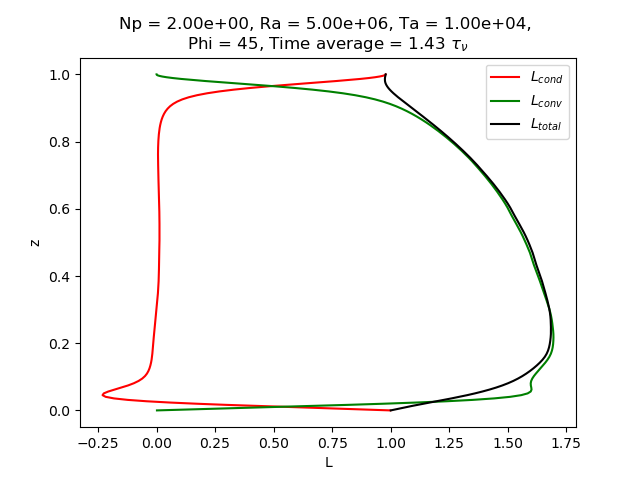 Np = 2.00e+00, Ra = 5.00e+06, Ta = 1.00e+04,
Phi = 45, Time average = 1.43 τ_ν
1.0
0.8
0.6
0.4
0.2
0.0
z
L_cond
L_conv
L_total
−0.25 0.00 0.25 0.50 0.75 1.00 1.25 1.50 1.75
L